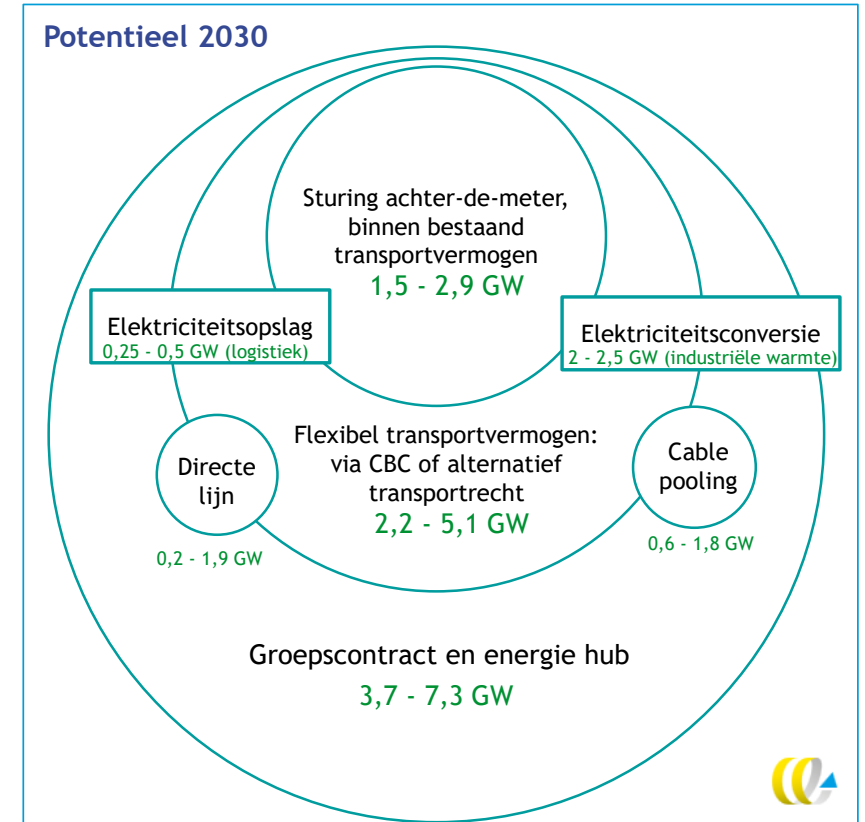 Potentieel 2030
Sturing achter-de-meter,
binnen bestaand
transportvermogen
1,5 - 2,9 GW
Elektriciteitsopslag
0,25 - 0,5 GW (logistiek)
Elektriciteitsconversie
2 - 2,5 GW (industriële warmte)
Directe
lijn
0,2 - 1,9 GW
Flexibel transportvermogen:
via CBC of alternatief
transportrecht
2,2 - 5,1 GW
Cable
pooling
0,6 - 1,8 GW
Groepscontract en energie hub
3,7 - 7,3 GW